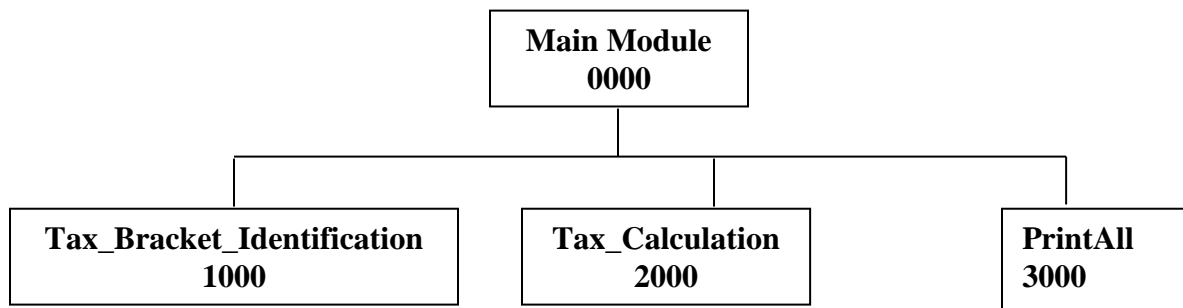 Main Module
0000
Tax_Bracket_Identification
1000
Tax_Calculation
2000
PrintAll
3000